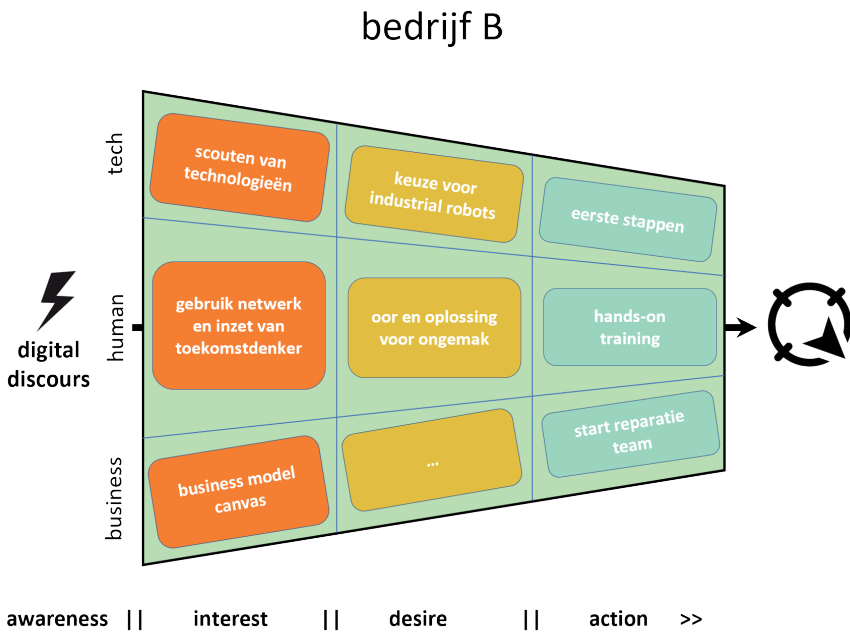 bedrijf B
tech
scouten van
technologieën
keuze voor
industrial robots
eerste stappen
digital
discours
human
gebruik netwerk
en inzet van
toekomstdenker
oor en oplossing
voor ongemak
hands-on
training
business
business model
canvas
...
start reparatie
team
awareness || interest || desire || action >>